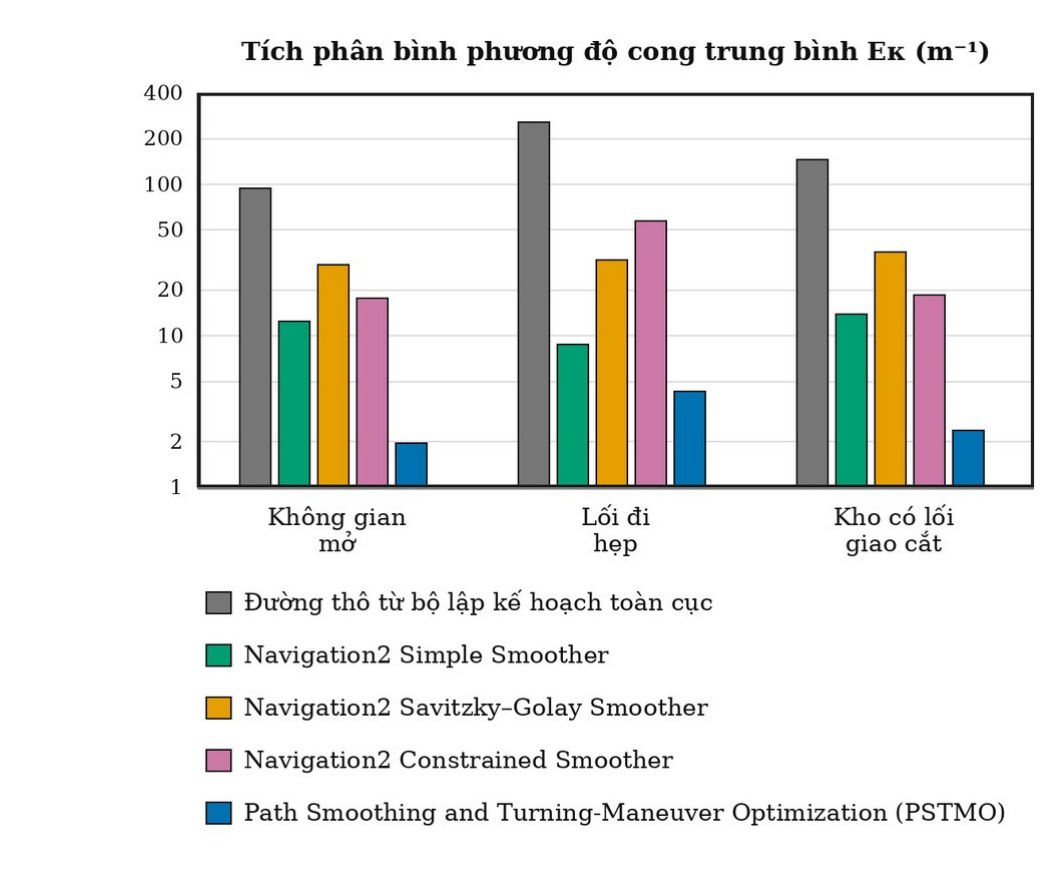 Tích phân bình phương độ cong trung bình Eκ (m⁻¹)
400
200
100
50
20
10
5
2
1
Không gian
mở
Lối đi
hẹp
Kho có lối
giao cắt
Đường thô từ bộ lập kế hoạch toàn cục
Navigation2 Simple Smoother
Navigation2 Savitzky–Golay Smoother
Navigation2 Constrained Smoother
Path Smoothing and Turning-Maneuver Optimization (PSTMO)